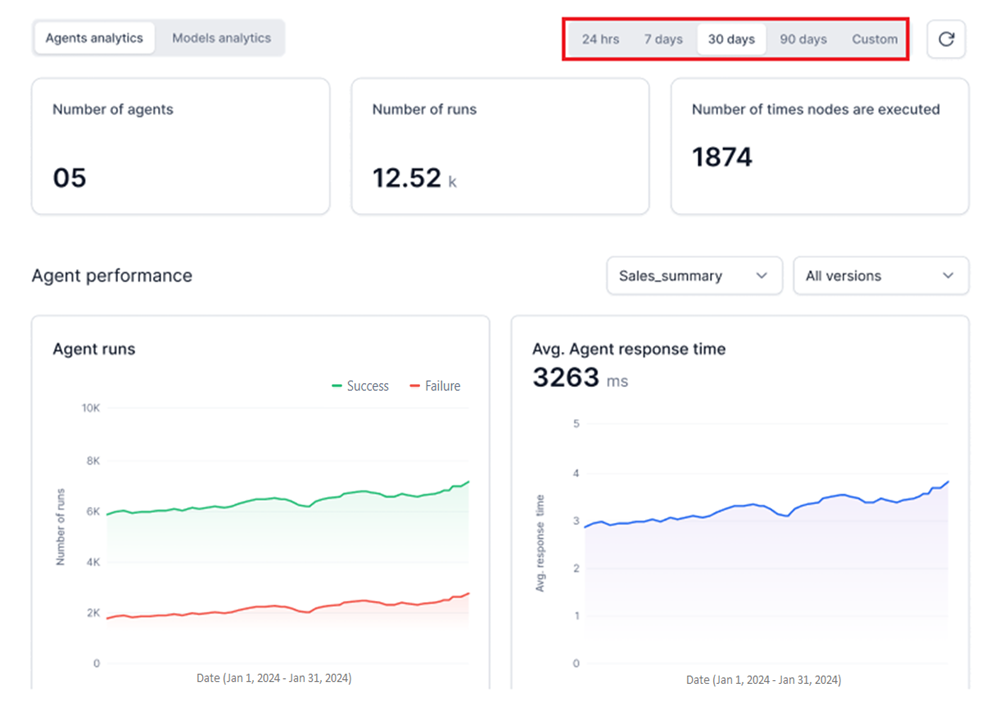 Agents analytics Models analytics 24 hrs 7 days 30 days 90 days Custom
Number of agents
05
Number of runs
12.52 k
Number of times nodes are executed
1874
Agent performance Sales_summary All versions
Agent runs
Success Failure
10K
8K
6K
4K
2K
0
Number of runs
Date (Jan 1, 2024 - Jan 31, 2024)
Avg. Agent response time
3263 ms
5
4
3
2
1
0
Avg. response time
Date (Jan 1, 2024 - Jan 31, 2024)